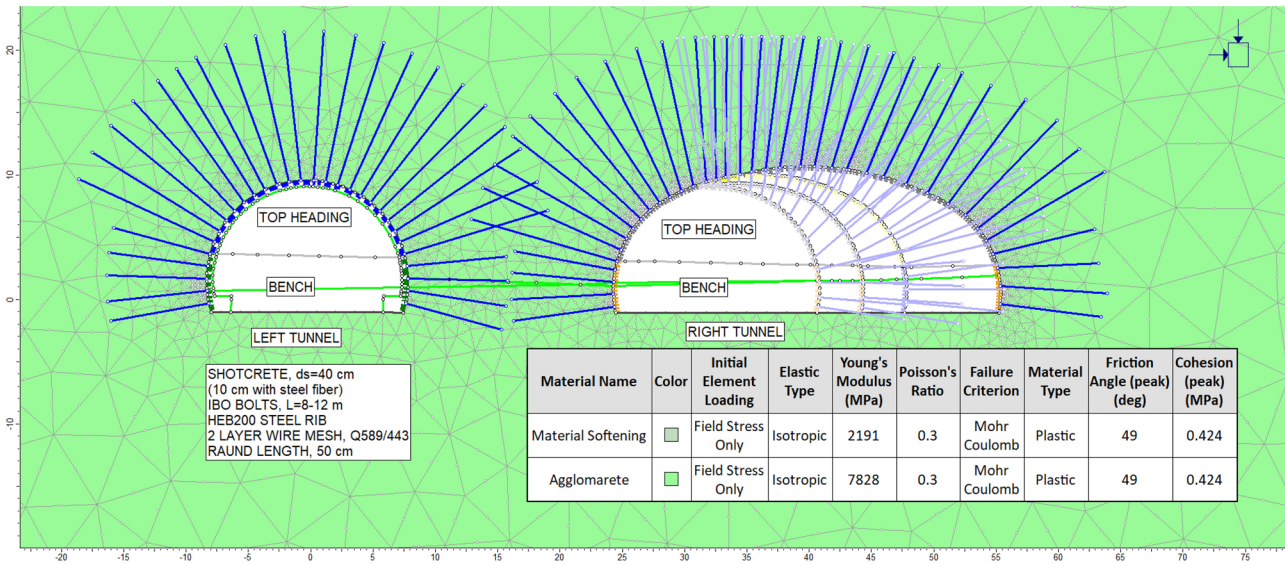 20
10
0
-10
TOP HEADING
BENCH
LEFT TUNNEL
TOP HEADING
BENCH
RIGHT TUNNEL
SHOTCRETE, ds=40 cm
(10 cm with steel fiber)
IBO BOLTS, L=8-12 m
HEB200 STEEL RIB
2 LAYER WIRE MESH, Q589/443
RAUND LENGTH, 50 cm
Material Name Color Initial Element Loading Elastic Type Young's Modulus (MPa) Poisson's Ratio Failure Criterion Material Type Friction Angle (peak) (deg) Cohesion (peak) (MPa)
Material Softening Field Stress Only Isotropic 2191 0.3 Mohr Coulomb Plastic 49 0.424
Agglomarete Field Stress Only Isotropic 7828 0.3 Mohr Coulomb Plastic 49 0.424
-20 -15 -10 -5 0 5 10 15 20 25 30 35 40 45 50 55 60 65 70 75